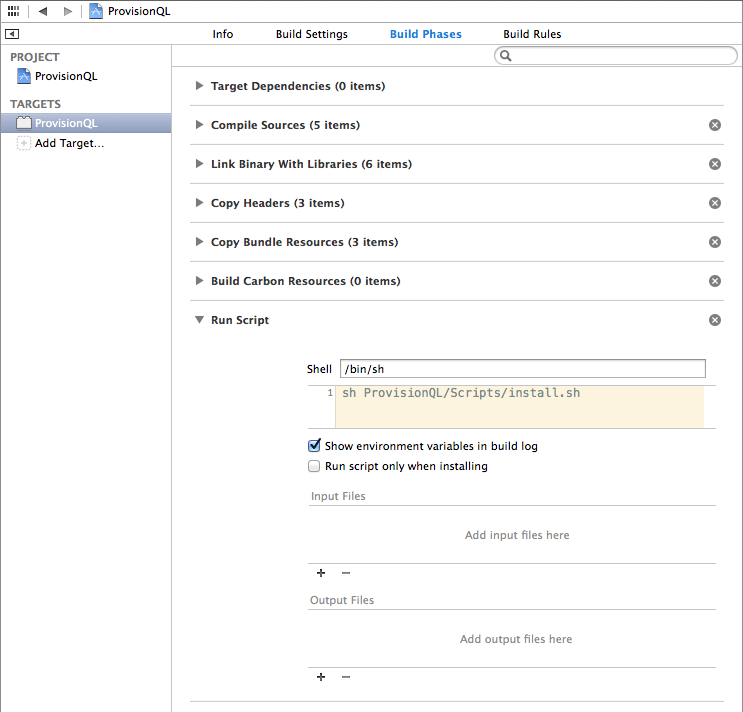 ProvisionQL
Info Build Settings Build Phases Build Rules
PROJECT
ProvisionQL
TARGETS
ProvisionQL
Add Target...
Target Dependencies (0 items)
Compile Sources (5 items)
Link Binary With Libraries (6 items)
Copy Headers (3 items)
Copy Bundle Resources (3 items)
Build Carbon Resources (0 items)
Run Script
Shell /bin/sh
1 sh ProvisionQL/Scripts/install.sh
Show environment variables in build log
Run script only when installing
Input Files
Add input files here
+ −
Output Files
Add output files here
+ −